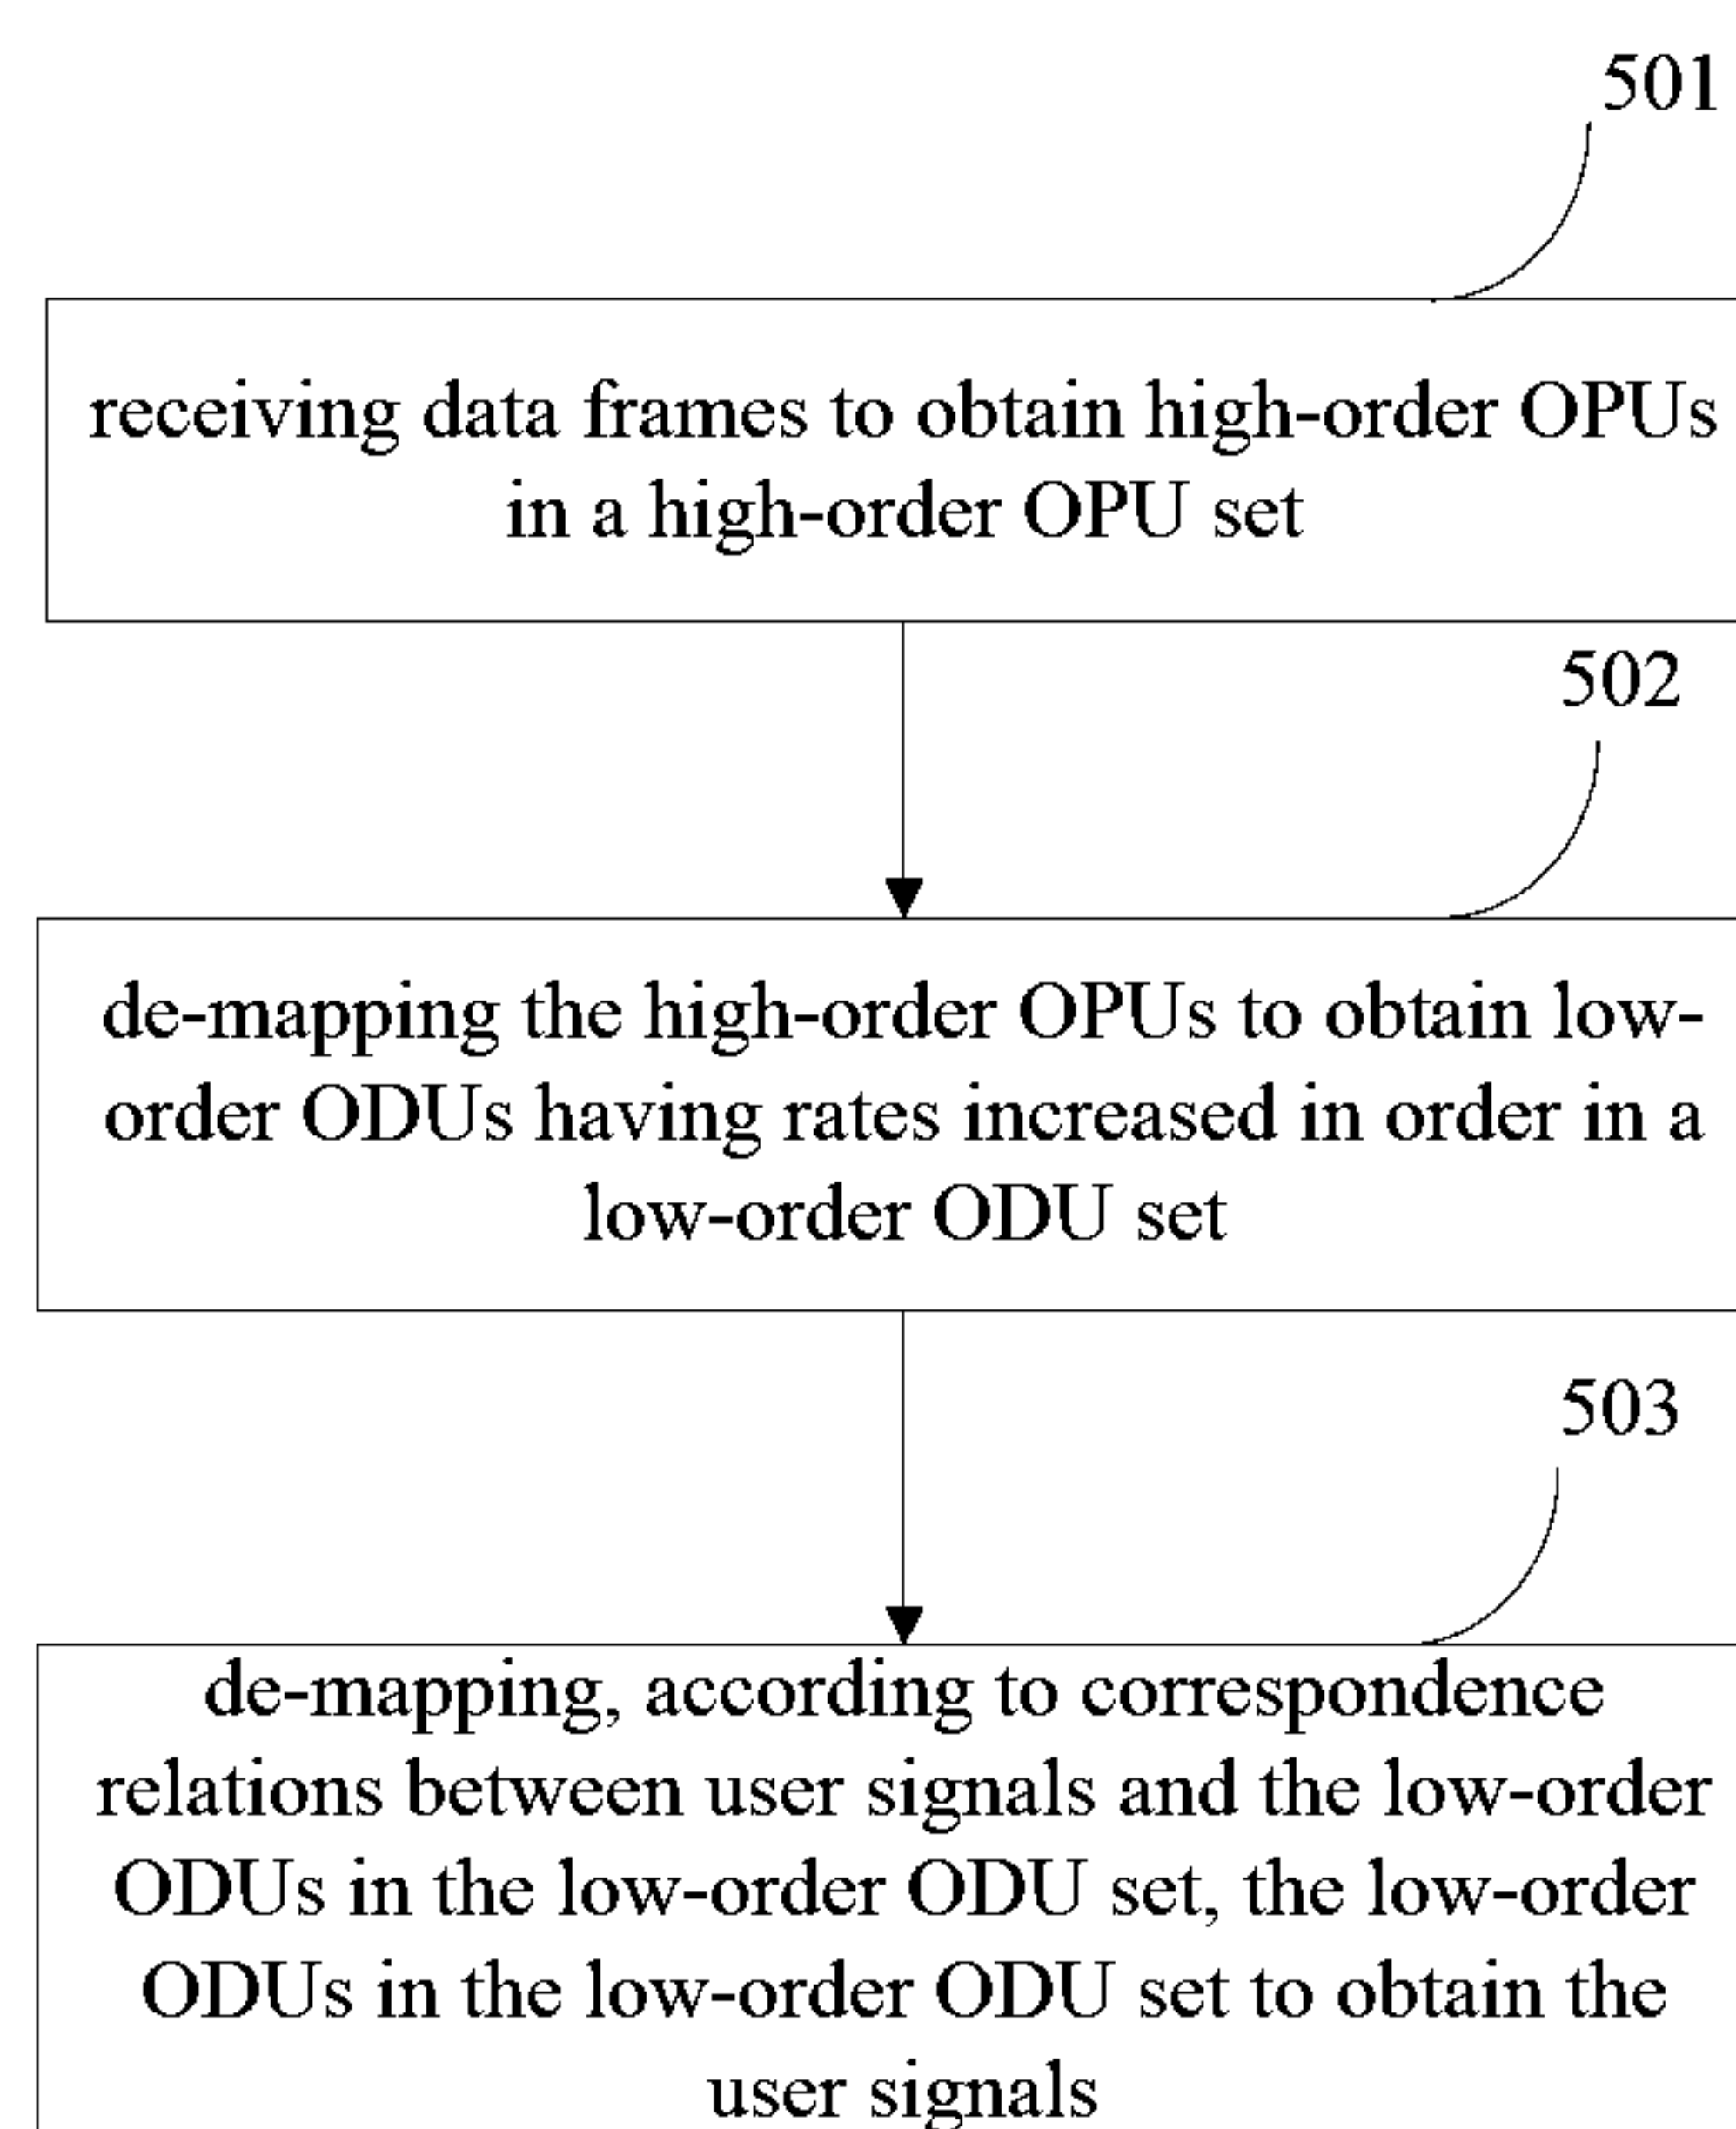 501
receiving data frames to obtain high-order OPUs
in a high-order OPU set
502
de-mapping the high-order OPUs to obtain low-
order ODUs having rates increased in order in a
low-order ODU set
503
de-mapping, according to correspondence
relations between user signals and the low-order
ODUs in the low-order ODU set, the low-order
ODUs in the low-order ODU set to obtain the
user signals